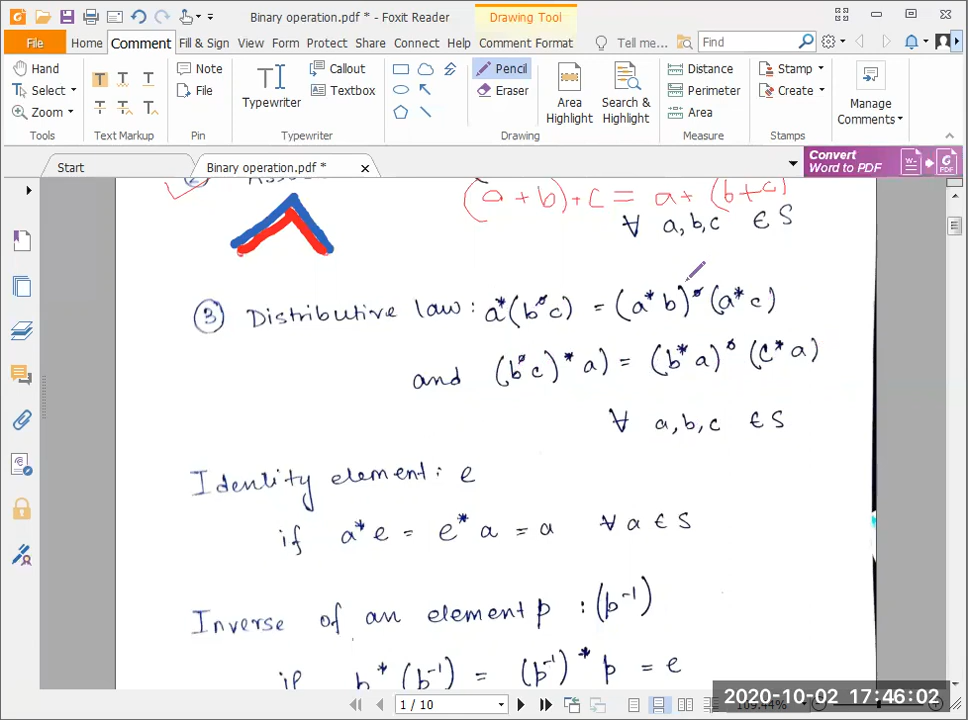 Binary operation.pdf * - Foxit Reader
Drawing Tool
File Home Comment Fill & Sign View Form Protect Share Connect Help Comment Format Tell me... Find
Hand
Select
Zoom
Tools
Text Markup
Note
File
Pin
Typewriter
Callout
Textbox
Typewriter
Pencil
Eraser
Area Highlight
Search & Highlight
Drawing
Distance
Perimeter
Area
Measure
Stamp
Create
Stamps
Manage Comments
Start
Binary operation.pdf *
Convert
Word to PDF
(a + b) + c = a + (b + c)
∀ a, b, c ∈ S
③ Distributive law: a*(b°c) = (a*b)°(a*c)
and (b°c)*a) = (b*a)° (c*a)
∀ a, b, c ∈ S
Identity element: e
if a*e = e*a = a ∀ a ∈ S
Inverse of an element p : (p⁻¹)
if p*(p⁻¹) = (p⁻¹)*p = e
1 / 10
109.44%
2020-10-02 17:46:02